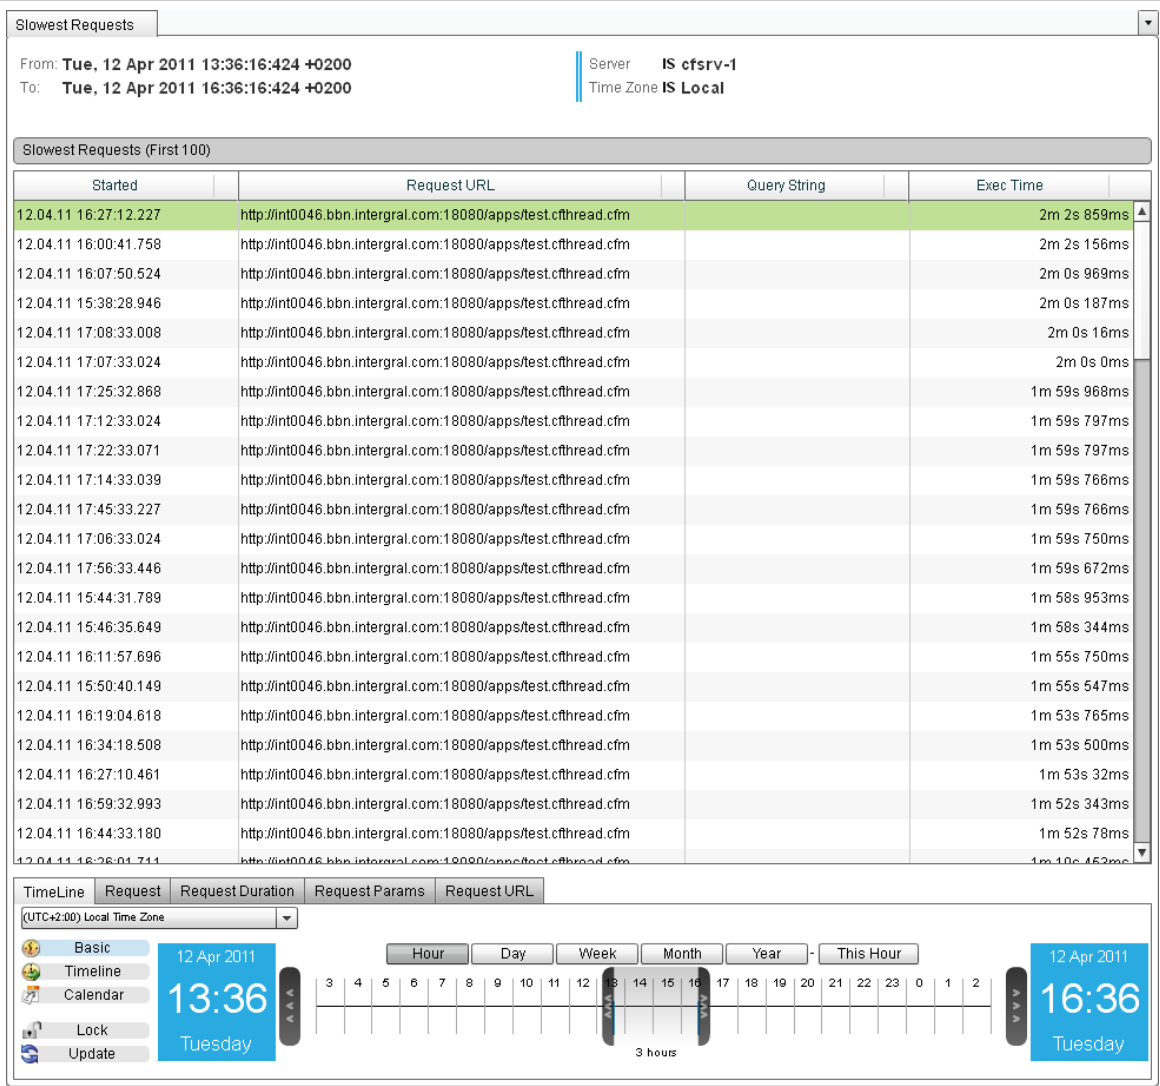 Slowest Requests
From: Tue, 12 Apr 2011 13:36:16:424 +0200
To: Tue, 12 Apr 2011 16:36:16:424 +0200
Server IS cfsrv-1
Time Zone IS Local
Slowest Requests (First 100)
Started Request URL Query String Exec Time
12.04.11 16:27:12.227 http://int0046.bbn.intergral.com:18080/apps/test.cfthread.cfm 2m 2s 859ms
12.04.11 16:00:41.758 http://int0046.bbn.intergral.com:18080/apps/test.cfthread.cfm 2m 2s 156ms
12.04.11 16:07:50.524 http://int0046.bbn.intergral.com:18080/apps/test.cfthread.cfm 2m 0s 969ms
12.04.11 15:38:28.946 http://int0046.bbn.intergral.com:18080/apps/test.cfthread.cfm 2m 0s 187ms
12.04.11 17:08:33.008 http://int0046.bbn.intergral.com:18080/apps/test.cfthread.cfm 2m 0s 16ms
12.04.11 17:07:33.024 http://int0046.bbn.intergral.com:18080/apps/test.cfthread.cfm 2m 0s 0ms
12.04.11 17:25:32.868 http://int0046.bbn.intergral.com:18080/apps/test.cfthread.cfm 1m 59s 968ms
12.04.11 17:12:33.024 http://int0046.bbn.intergral.com:18080/apps/test.cfthread.cfm 1m 59s 797ms
12.04.11 17:22:33.071 http://int0046.bbn.intergral.com:18080/apps/test.cfthread.cfm 1m 59s 797ms
12.04.11 17:14:33.039 http://int0046.bbn.intergral.com:18080/apps/test.cfthread.cfm 1m 59s 766ms
12.04.11 17:45:33.227 http://int0046.bbn.intergral.com:18080/apps/test.cfthread.cfm 1m 59s 766ms
12.04.11 17:06:33.024 http://int0046.bbn.intergral.com:18080/apps/test.cfthread.cfm 1m 59s 750ms
12.04.11 17:56:33.446 http://int0046.bbn.intergral.com:18080/apps/test.cfthread.cfm 1m 59s 672ms
12.04.11 15:44:31.789 http://int0046.bbn.intergral.com:18080/apps/test.cfthread.cfm 1m 58s 953ms
12.04.11 15:46:35.649 http://int0046.bbn.intergral.com:18080/apps/test.cfthread.cfm 1m 58s 344ms
12.04.11 16:11:57.696 http://int0046.bbn.intergral.com:18080/apps/test.cfthread.cfm 1m 55s 750ms
12.04.11 15:50:40.149 http://int0046.bbn.intergral.com:18080/apps/test.cfthread.cfm 1m 55s 547ms
12.04.11 16:19:04.618 http://int0046.bbn.intergral.com:18080/apps/test.cfthread.cfm 1m 53s 765ms
12.04.11 16:34:18.508 http://int0046.bbn.intergral.com:18080/apps/test.cfthread.cfm 1m 53s 500ms
12.04.11 16:27:10.461 http://int0046.bbn.intergral.com:18080/apps/test.cfthread.cfm 1m 53s 32ms
12.04.11 16:59:32.993 http://int0046.bbn.intergral.com:18080/apps/test.cfthread.cfm 1m 52s 343ms
12.04.11 16:44:33.180 http://int0046.bbn.intergral.com:18080/apps/test.cfthread.cfm 1m 52s 78ms
12.04.11 16:26:01.711 http://int0046.bbn.intergral.com:18080/apps/test.cfthread.cfm
TimeLine Request Request Duration Request Params Request URL
(UTC+2:00) Local Time Zone
Basic
Timeline
Calendar
Lock
Update
12 Apr 2011
13:36
Tuesday
Hour Day Week Month Year - This Hour
3 4 5 6 7 8 9 10 11 12 13 14 15 16 17 18 19 20 21 22 23 0 1 2
3 hours
12 Apr 2011
16:36
Tuesday